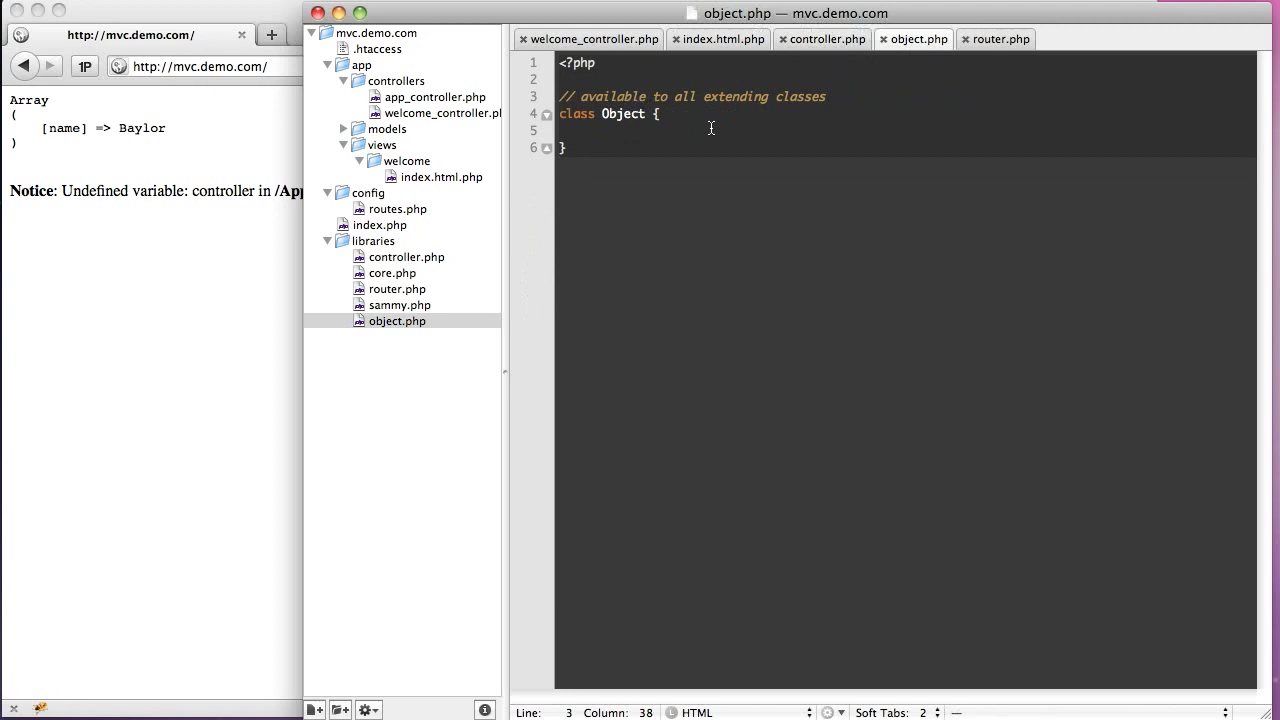 http://mvc.demo.com/
1P
http://mvc.demo.com/
Array
(
[name] => Baylor
)
Notice: Undefined variable: controller in /App
object.php — mvc.demo.com
mvc.demo.com
.htaccess
app
controllers
app_controller.php
welcome_controller.pl
models
views
welcome
index.html.php
config
routes.php
index.php
libraries
controller.php
core.php
router.php
sammy.php
object.php
welcome_controller.php
index.html.php
controller.php
object.php
router.php
1 <?php
2
3 // available to all extending classes
4 class Object {
5
6 }
Line: 3 Column: 38 HTML Soft Tabs: 2 —